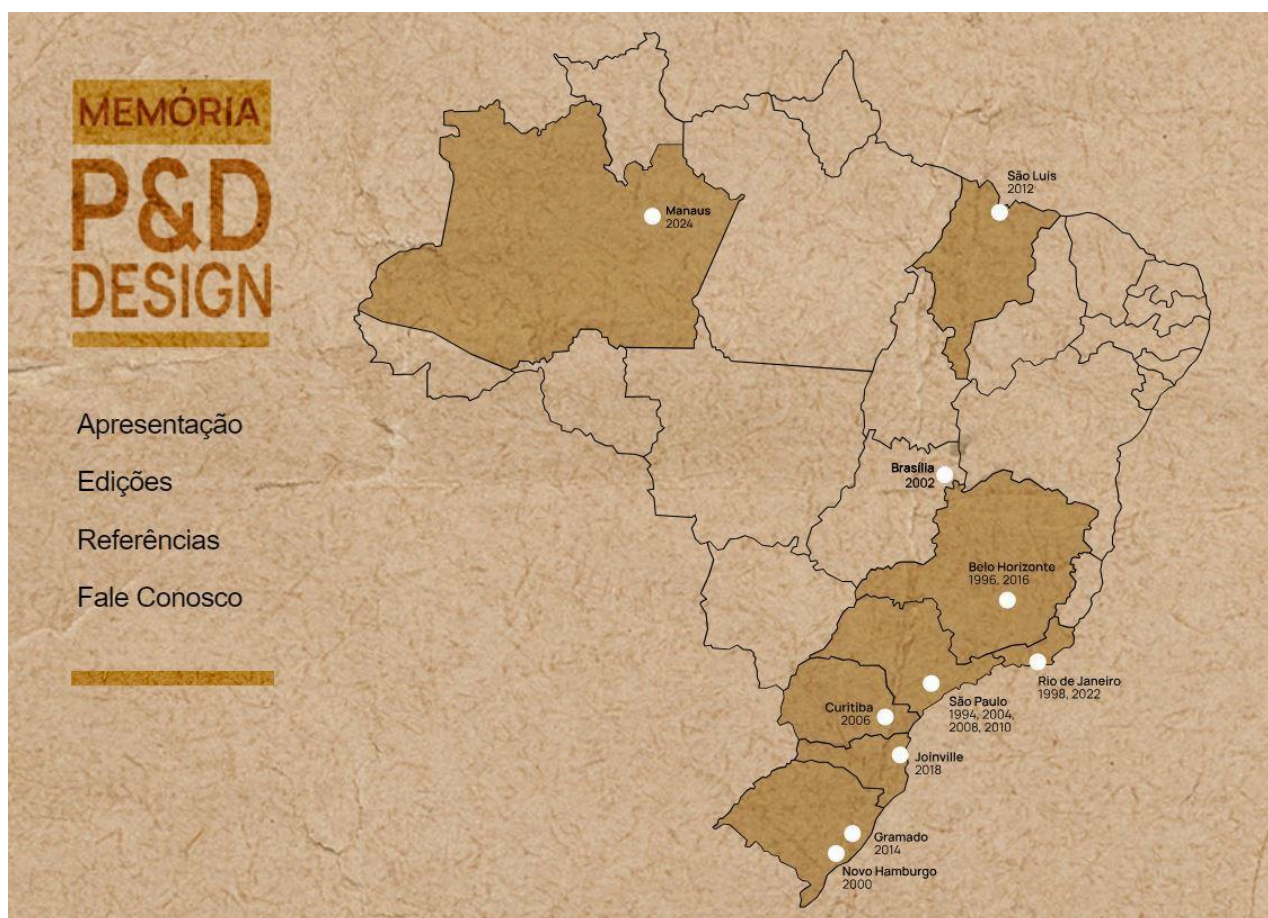 MEMÓRIA
P&D
DESIGN
Apresentação
Edições
Referências
Fale Conosco
Manaus
2024
São Luis
2012
Brasília
2002
Belo Horizonte
1996, 2016
Rio de Janeiro
1998, 2022
São Paulo
1994, 2004,
2008, 2010
Curitiba
2006
Joinville
2018
Gramado
2014
Novo Hamburgo
2000